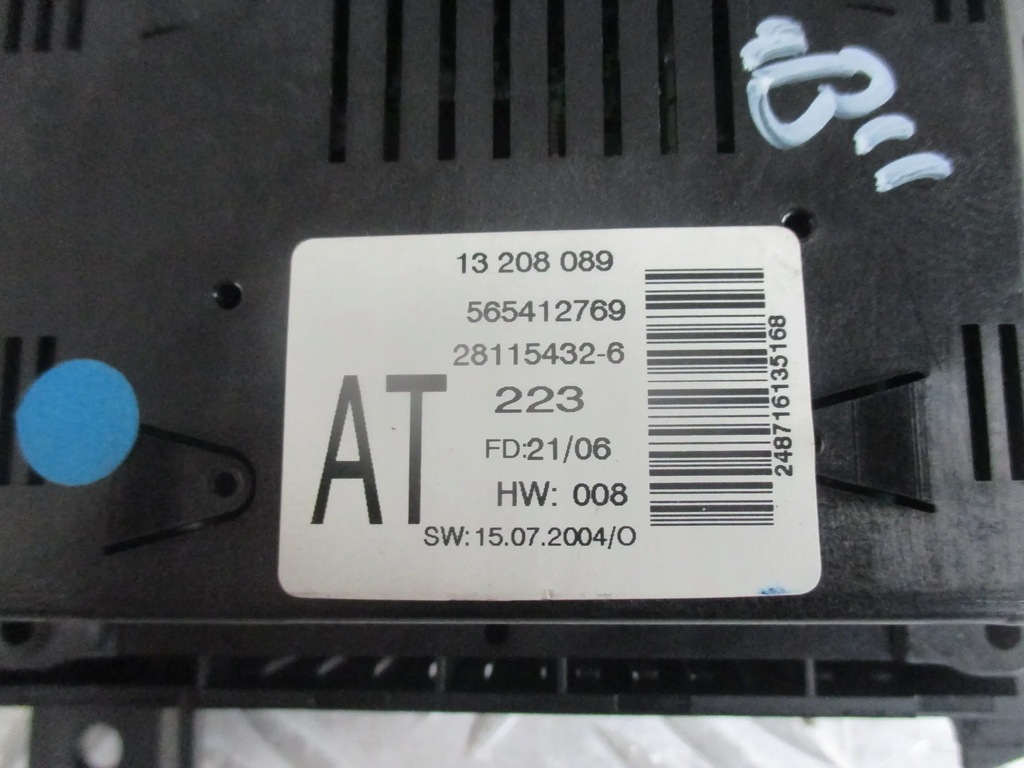 13 208 089
565412769
28115432-6
AT
223
FD:21/06
HW: 008
SW:15.07.2004/O
248716135168